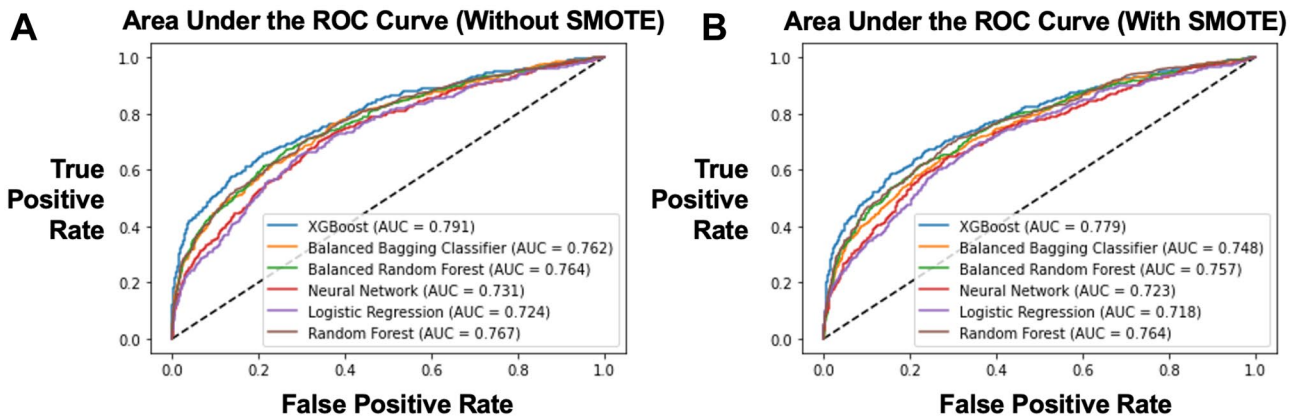 A
Area Under the ROC Curve (Without SMOTE)
True
Positive
Rate
1.0
0.8
0.6
0.4
0.2
0.0
XGBoost (AUC = 0.791)
Balanced Bagging Classifier (AUC = 0.762)
Balanced Random Forest (AUC = 0.764)
Neural Network (AUC = 0.731)
Logistic Regression (AUC = 0.724)
Random Forest (AUC = 0.767)
0.0 0.2 0.4 0.6 0.8 1.0
False Positive Rate
B
Area Under the ROC Curve (With SMOTE)
True
Positive
Rate
1.0
0.8
0.6
0.4
0.2
0.0
XGBoost (AUC = 0.779)
Balanced Bagging Classifier (AUC = 0.748)
Balanced Random Forest (AUC = 0.757)
Neural Network (AUC = 0.723)
Logistic Regression (AUC = 0.718)
Random Forest (AUC = 0.764)
0.0 0.2 0.4 0.6 0.8 1.0
False Positive Rate